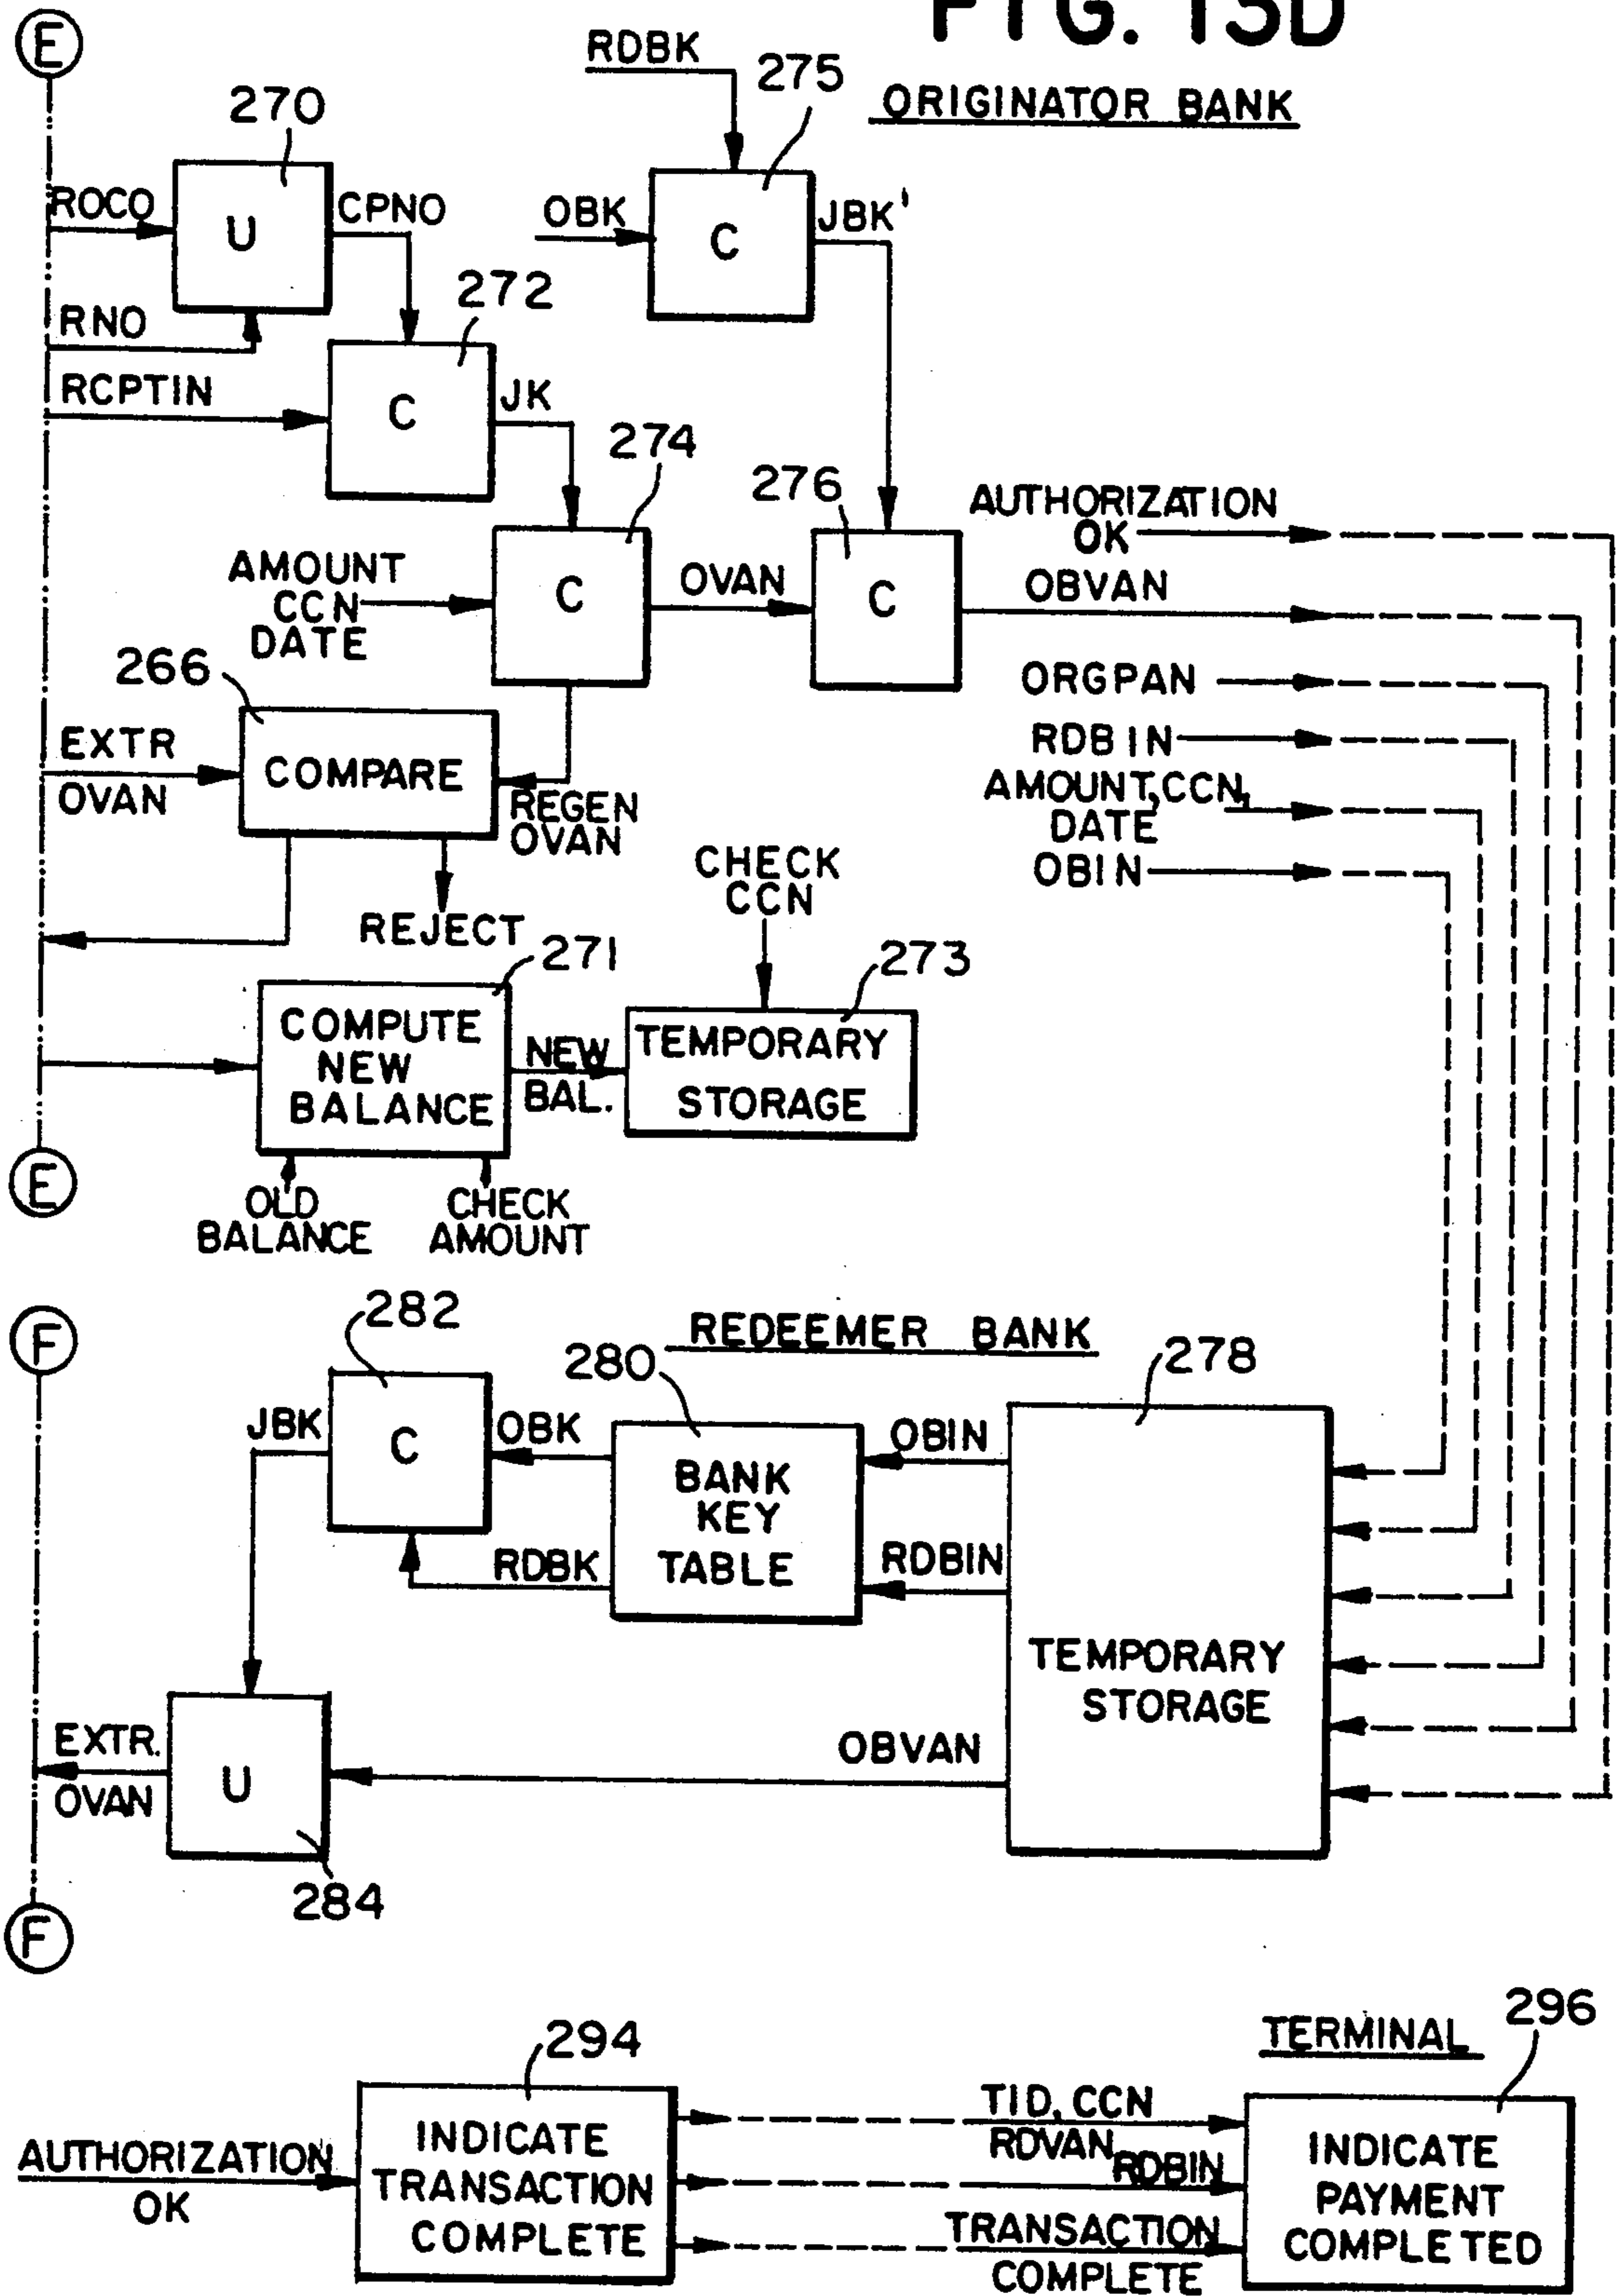 FIG. 13D
ORIGINATOR BANK
E
RDBK
275
270
ROCO
U
CPNO
OBK
C
JBK'
RNO
272
RCPTIN
C
JK
274
276
AMOUNT
CCN
DATE
C
OVAN
C
AUTHORIZATION
OK
OBVAN
ORGPAN
RDBIN
AMOUNT, CCN,
DATE
OBIN
266
EXTR
OVAN
COMPARE
REGEN
OVAN
REJECT
CHECK
CCN
271
273
COMPUTE
NEW
BALANCE
NEW
BAL.
TEMPORARY
STORAGE
E
OLD
BALANCE
CHECK
AMOUNT
F
REDEEMER BANK
282
280
278
JBK
C
OBK
BANK
KEY
TABLE
OBIN
RDBK
RDBIN
TEMPORARY
STORAGE
EXTR.
OVAN
U
OBVAN
284
F
TERMINAL
294
296
AUTHORIZATION
OK
INDICATE
TRANSACTION
COMPLETE
TID, CCN
RDVAN
RDBIN
TRANSACTION
COMPLETE
INDICATE
PAYMENT
COMPLETED